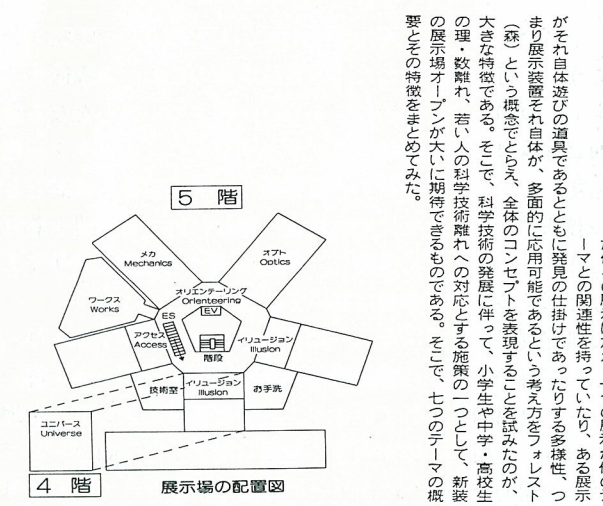 ーマとの関連性を持っていたり、ある展示
がそれ自体遊びの道具であるとともに発見の仕掛けであったりする多様性、つ
まり展示装置それ自体が、多面的に応用可能であるという考え方をフォレスト
（森）という概念でとらえ、全体のコンセプトを表現することを試みたのが、
大きな特徴である。そこで、科学技術の発展に伴って、小学生や中学・高校生
の理・数離れ、若い人の科学技術離れへの対応とする施策の一つとして、新装
の展示場オープンが大いに期待できるものである。そこで、七つのテーマの概
要とその特徴をまとめてみた。
5 階
メカ
Mechanics
オプト
Optics
ワークス
Works
オリエンテーリング
Orienteering
EV
ES
アクセス
Access
階段
イリュージョン
Illusion
技術室
イリュージョン
Illusion
お手洗
ユニバース
Universe
4 階
展示場の配置図